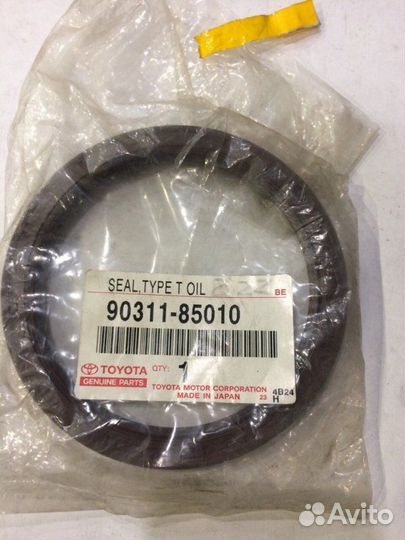 SEAL,TYPE T OIL
BE
90311-85010
TOYOTA
GENUINE PARTS
QTY: 1
TOYOTA MOTOR CORPORATION
MADE IN JAPAN 23
4B24
H
Avito